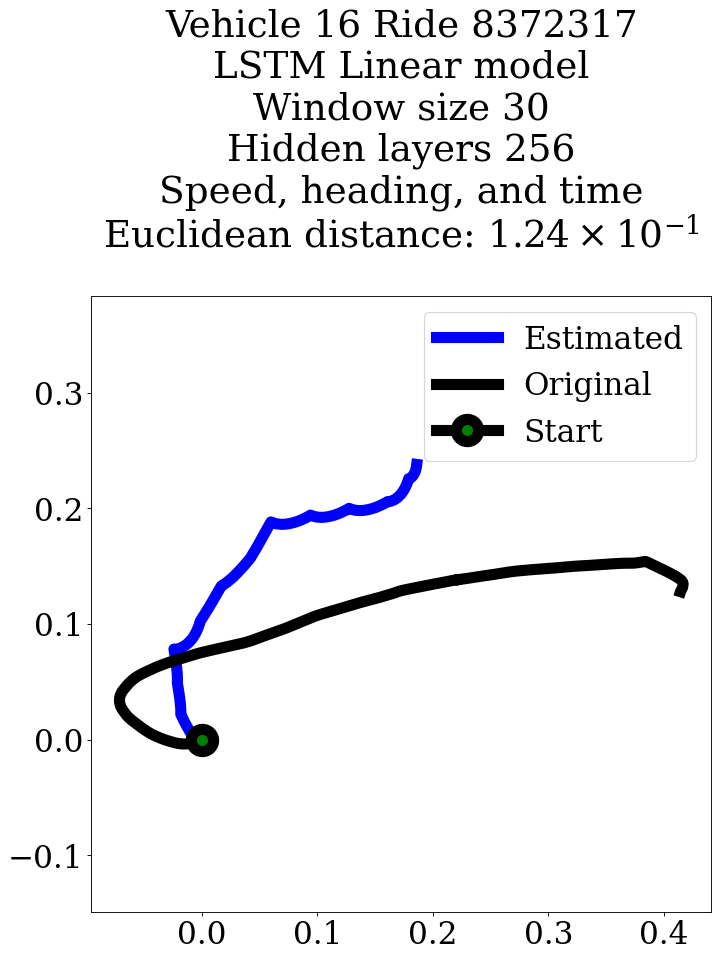 Vehicle 16 Ride 8372317
LSTM Linear model
Window size 30
Hidden layers 256
Speed, heading, and time
Euclidean distance: 1.24 × 10⁻¹
Estimated
Original
Start
0.3
0.2
0.1
0.0
−0.1
0.0 0.1 0.2 0.3 0.4